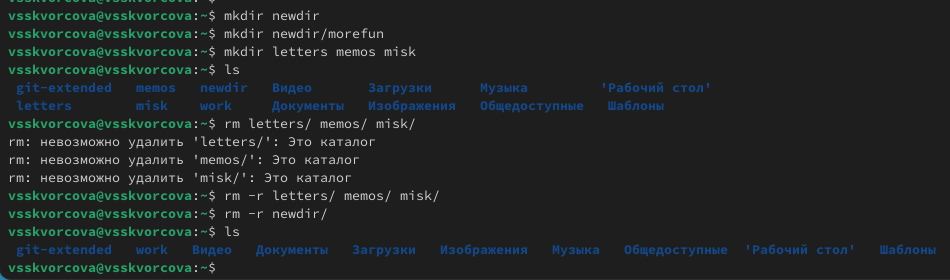 vsskvorcova@vsskvorcova:~$ mkdir newdir
vsskvorcova@vsskvorcova:~$ mkdir newdir/morefun
vsskvorcova@vsskvorcova:~$ mkdir letters memos misk
vsskvorcova@vsskvorcova:~$ ls
git-extended memos newdir Видео Загрузки Музыка 'Рабочий стол'
letters misk work Документы Изображения Общедоступные Шаблоны
vsskvorcova@vsskvorcova:~$ rm letters/ memos/ misk/
rm: невозможно удалить 'letters/': Это каталог
rm: невозможно удалить 'memos/': Это каталог
rm: невозможно удалить 'misk/': Это каталог
vsskvorcova@vsskvorcova:~$ rm -r letters/ memos/ misk/
vsskvorcova@vsskvorcova:~$ rm -r newdir/
vsskvorcova@vsskvorcova:~$ ls
git-extended work Видео Документы Загрузки Изображения Музыка Общедоступные 'Рабочий стол' Шаблоны
vsskvorcova@vsskvorcova:~$